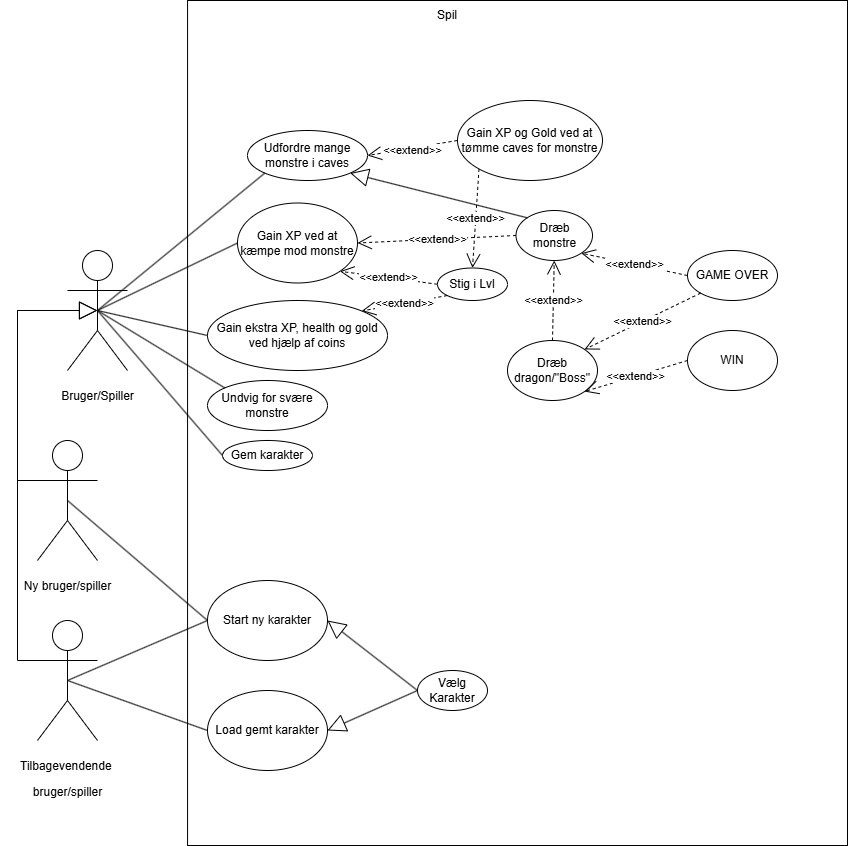 Spil
Udfordre mange
monstre i caves
<<extend>>
Gain XP og Gold ved at
tømme caves for monstre
<<extend>>
Gain XP ved at
kæmpe mod monstre
<<extend>>
Dræb
monstre
<<extend>>
Stig i Lvl
<<extend>>
GAME OVER
<<extend>>
Gain ekstra XP, health og gold
ved hjælp af coins
<<extend>>
<<extend>>
<<extend>>
Dræb
dragon/"Boss"
<<extend>>
WIN
Bruger/Spiller
Undvig for svære
monstre
Gem karakter
Ny bruger/spiller
Start ny karakter
Vælg
Karakter
Load gemt karakter
Tilbagevendende
bruger/spiller